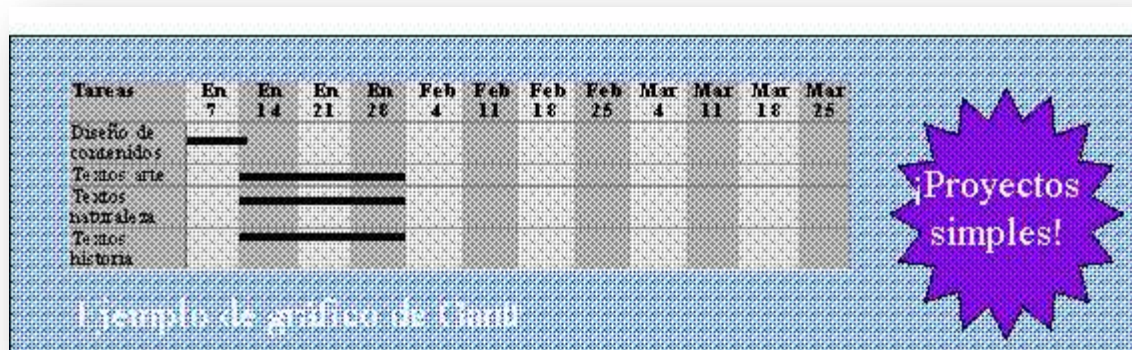 Tareas En En En En Feb Feb Feb Feb Mar Mar Mar Mar
7 14 21 28 4 11 18 25 4 11 18 25
Diseño de
contenidos
Textos arte
Textos
naturaleza
Textos
historia
¡Proyectos
simples!
Ejemplo de gráfico de Gantt